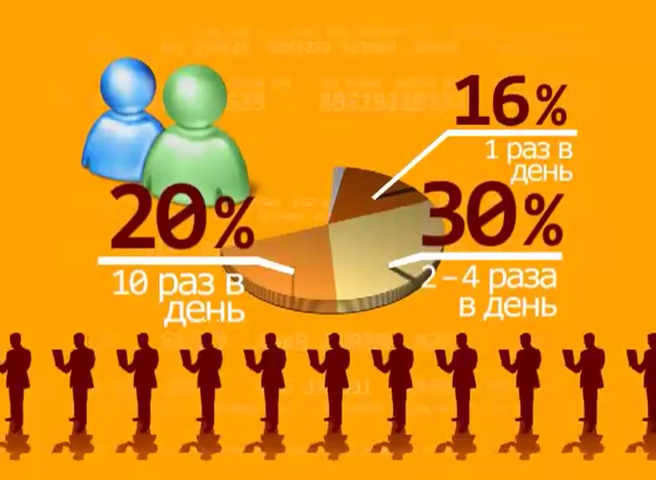 16%
1 раз в
день
20%
10 раз в
день
30%
2-4 раза
в день